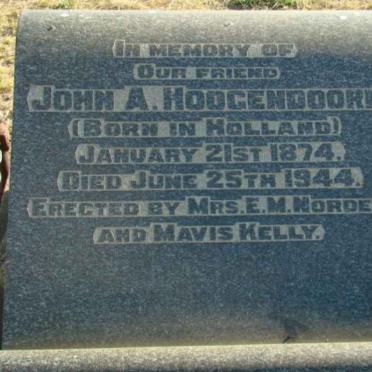 IN MEMORY OF
OUR FRIEND
JOHN A. HOOGENDOORN
(BORN IN HOLLAND)
JANUARY 21ST 1874.
DIED JUNE 25TH 1944.
ERECTED BY MRS. E. M. NORDE
AND MAVIS KELLY.